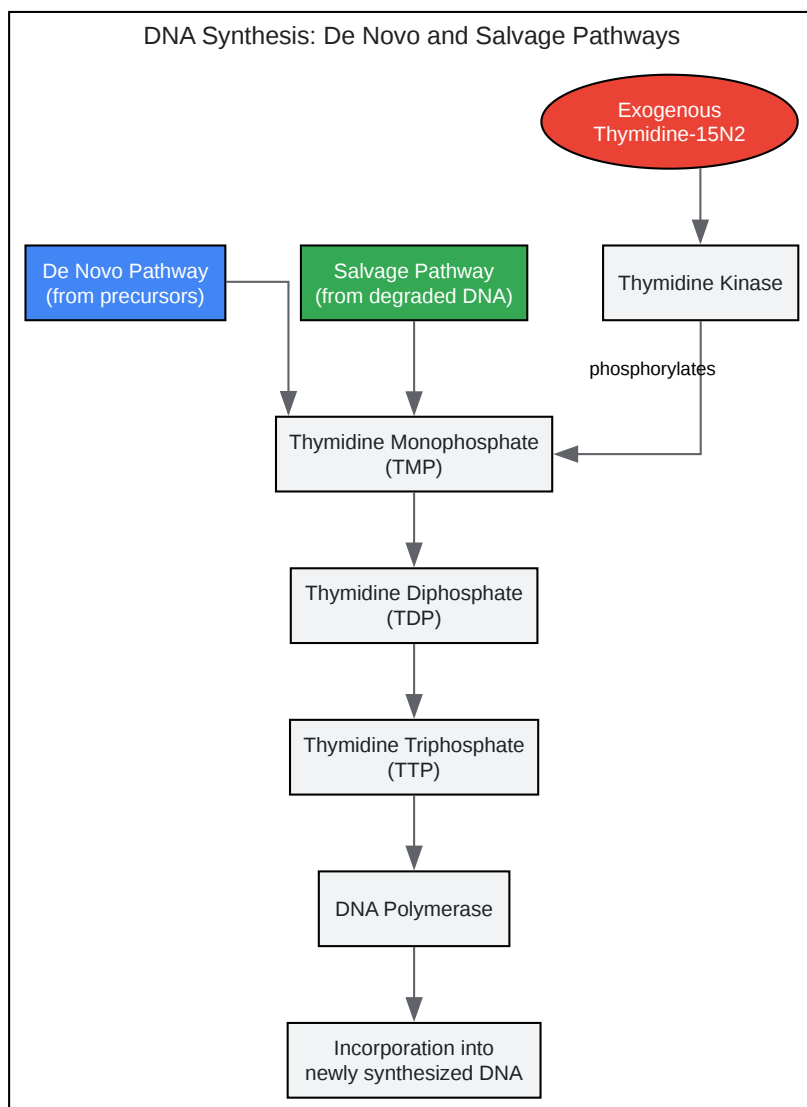 DNA Synthesis: De Novo and Salvage Pathways
Exogenous
Thymidine-15N2
De Novo Pathway
(from precursors)
Salvage Pathway
(from degraded DNA)
Thymidine Kinase
phosphorylates
Thymidine Monophosphate
(TMP)
Thymidine Diphosphate
(TDP)
Thymidine Triphosphate
(TTP)
DNA Polymerase
Incorporation into
newly synthesized DNA